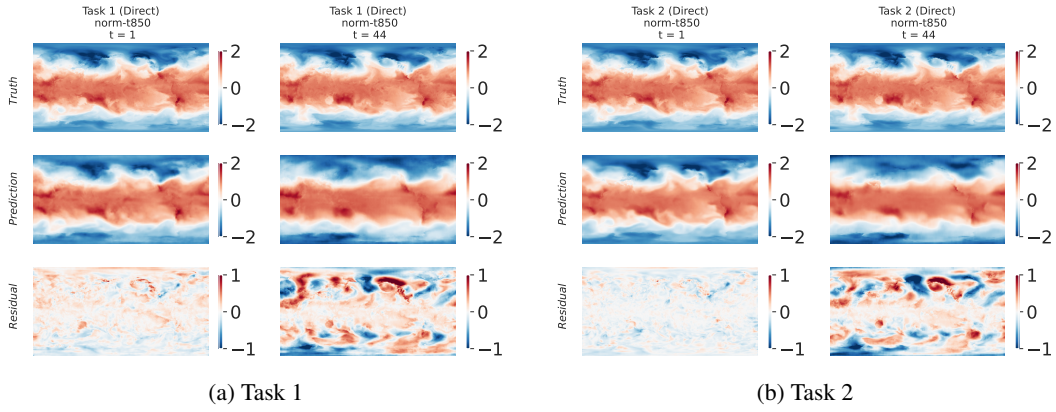 Task 1 (Direct)
norm-t850
t = 1
Task 1 (Direct)
norm-t850
t = 44
Task 2 (Direct)
norm-t850
t = 1
Task 2 (Direct)
norm-t850
t = 44
Truth
2
0
−2
2
0
−2
Truth
2
0
−2
2
0
−2
Prediction
2
0
−2
2
0
−2
Prediction
2
0
−2
2
0
−2
Residual
1
0
−1
1
0
−1
Residual
1
0
−1
1
0
−1
(a) Task 1
(b) Task 2